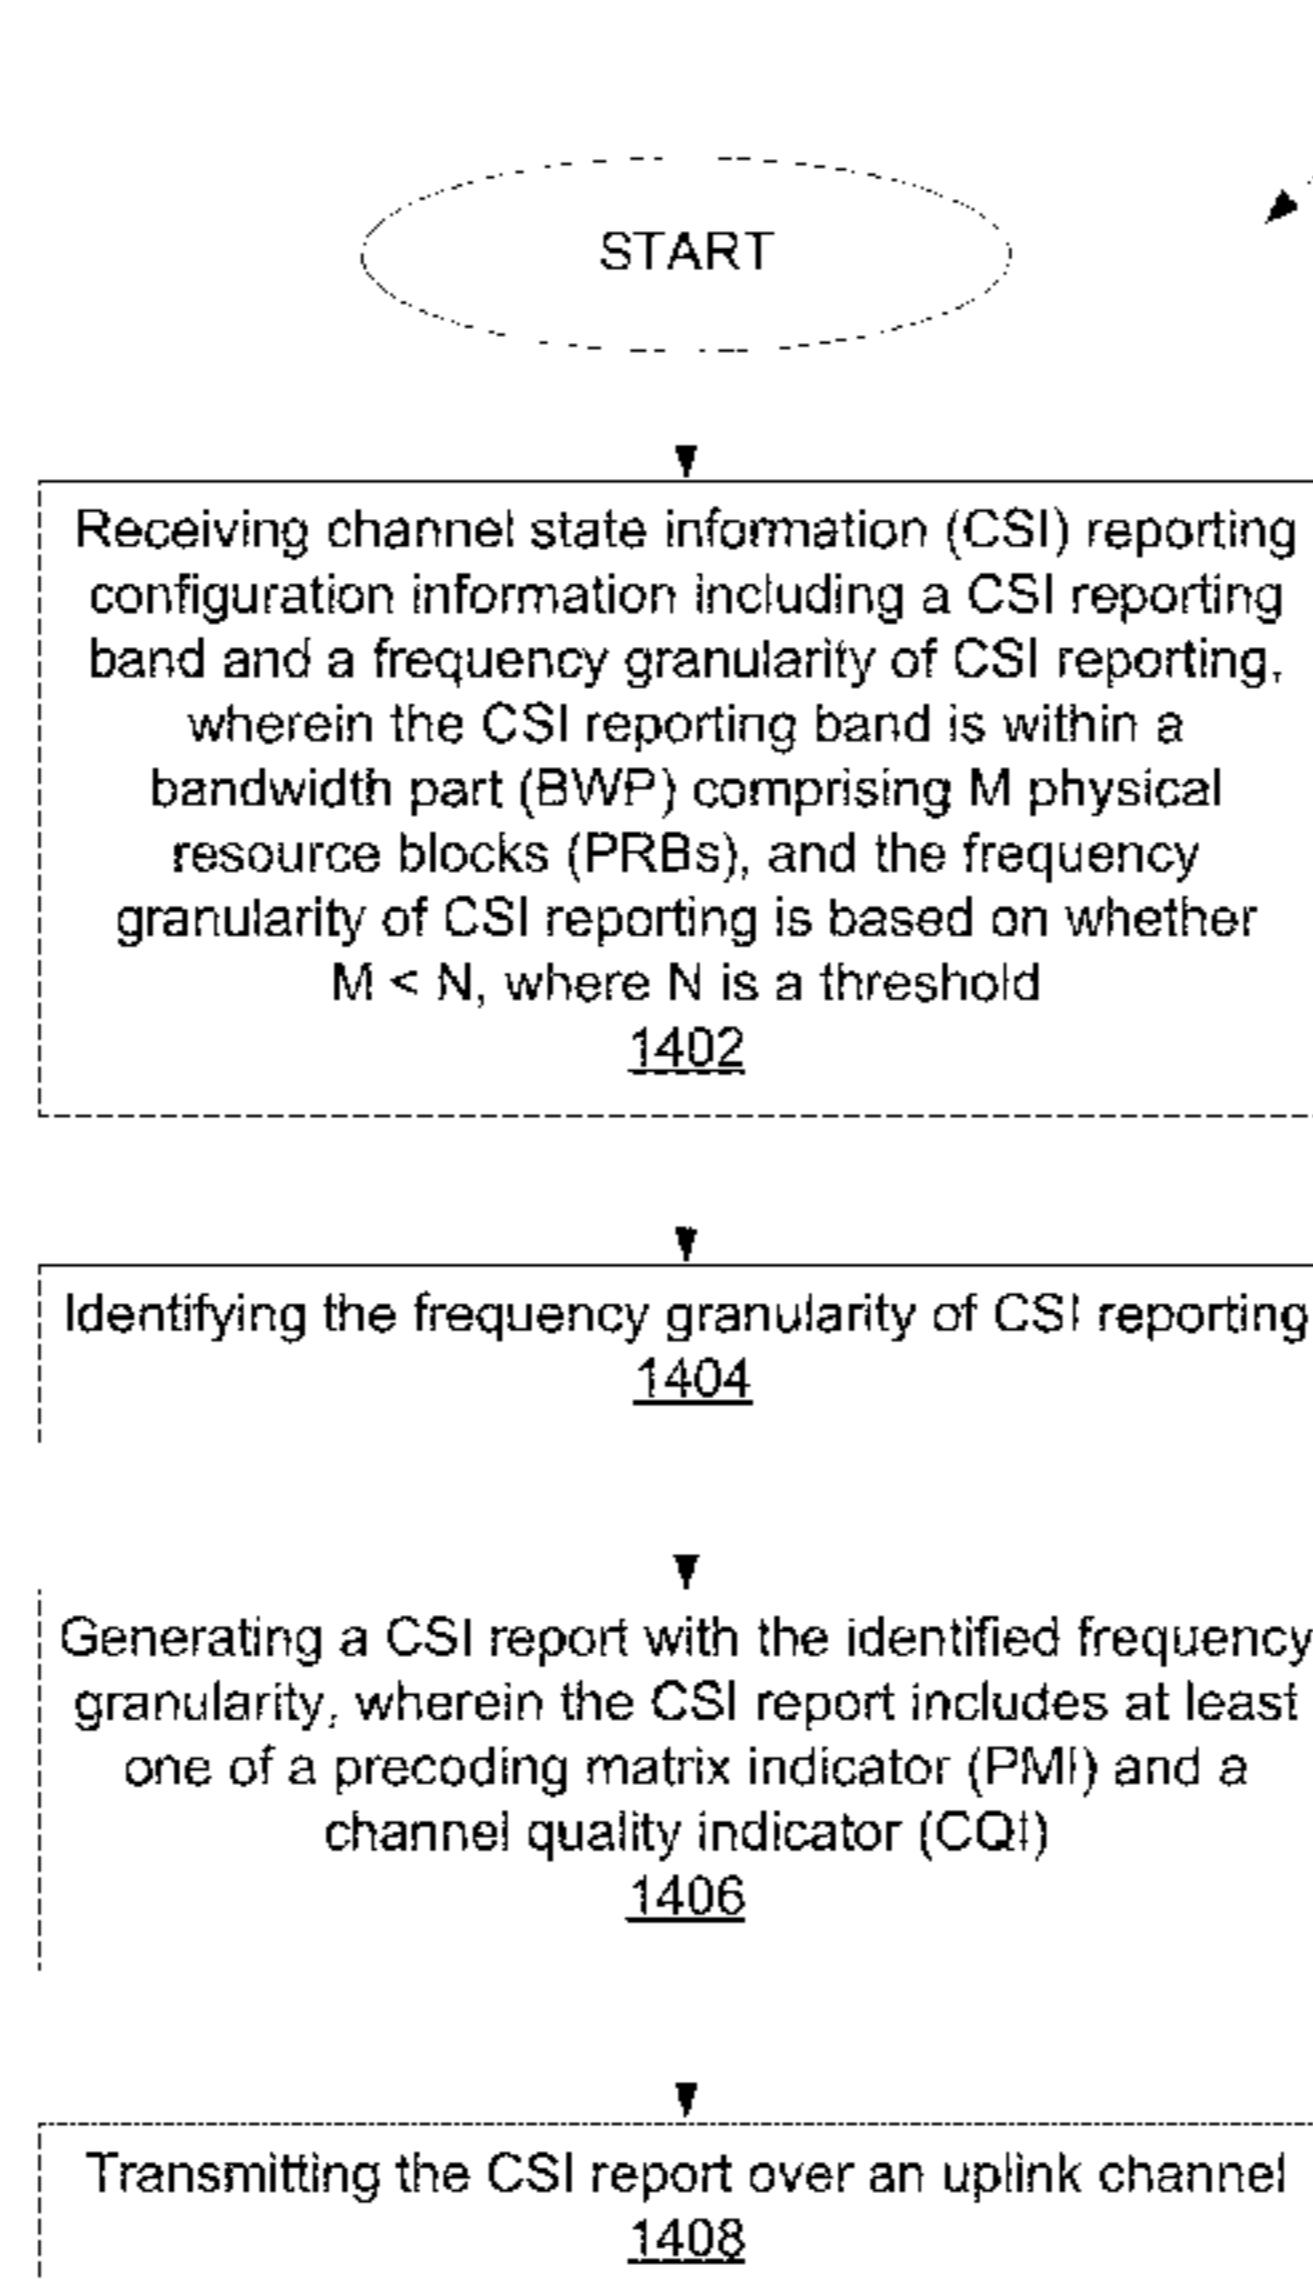 START
Receiving channel state information (CSI) reporting
configuration information including a CSI reporting
band and a frequency granularity of CSI reporting,
wherein the CSI reporting band is within a
bandwidth part (BWP) comprising M physical
resource blocks (PRBs), and the frequency
granularity of CSI reporting is based on whether
M < N, where N is a threshold
1402
Identifying the frequency granularity of CSI reporting
1404
Generating a CSI report with the identified frequency
granularity, wherein the CSI report includes at least
one of a precoding matrix indicator (PMI) and a
channel quality indicator (CQI)
1406
Transmitting the CSI report over an uplink channel
1408